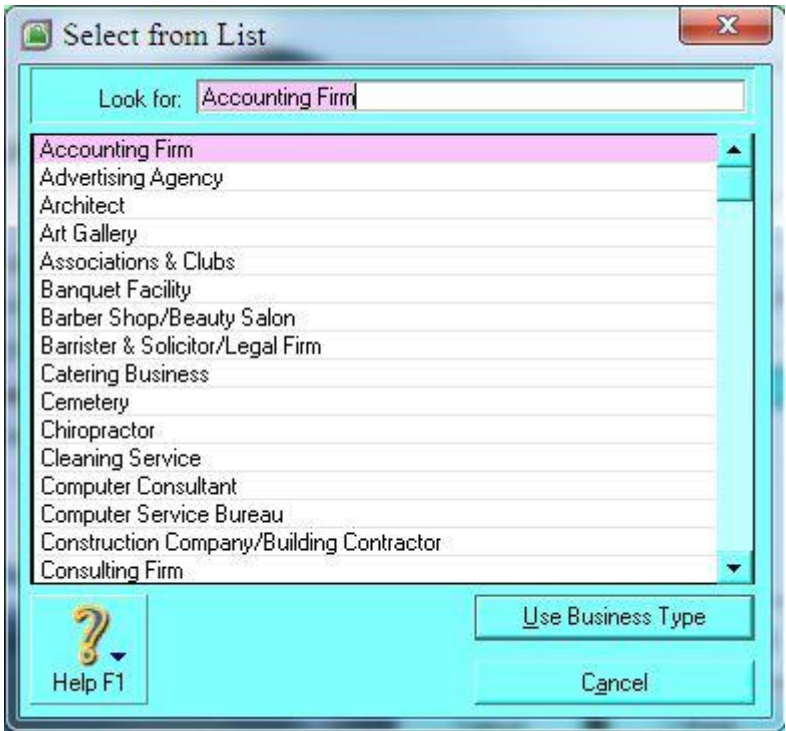 Select from List
Look for: Accounting Firm
Accounting Firm
Advertising Agency
Architect
Art Gallery
Associations & Clubs
Banquet Facility
Barber Shop/Beauty Salon
Barrister & Solicitor/Legal Firm
Catering Business
Cemetery
Chiropractor
Cleaning Service
Computer Consultant
Computer Service Bureau
Construction Company/Building Contractor
Consulting Firm
Use Business Type
Help F1
Cancel